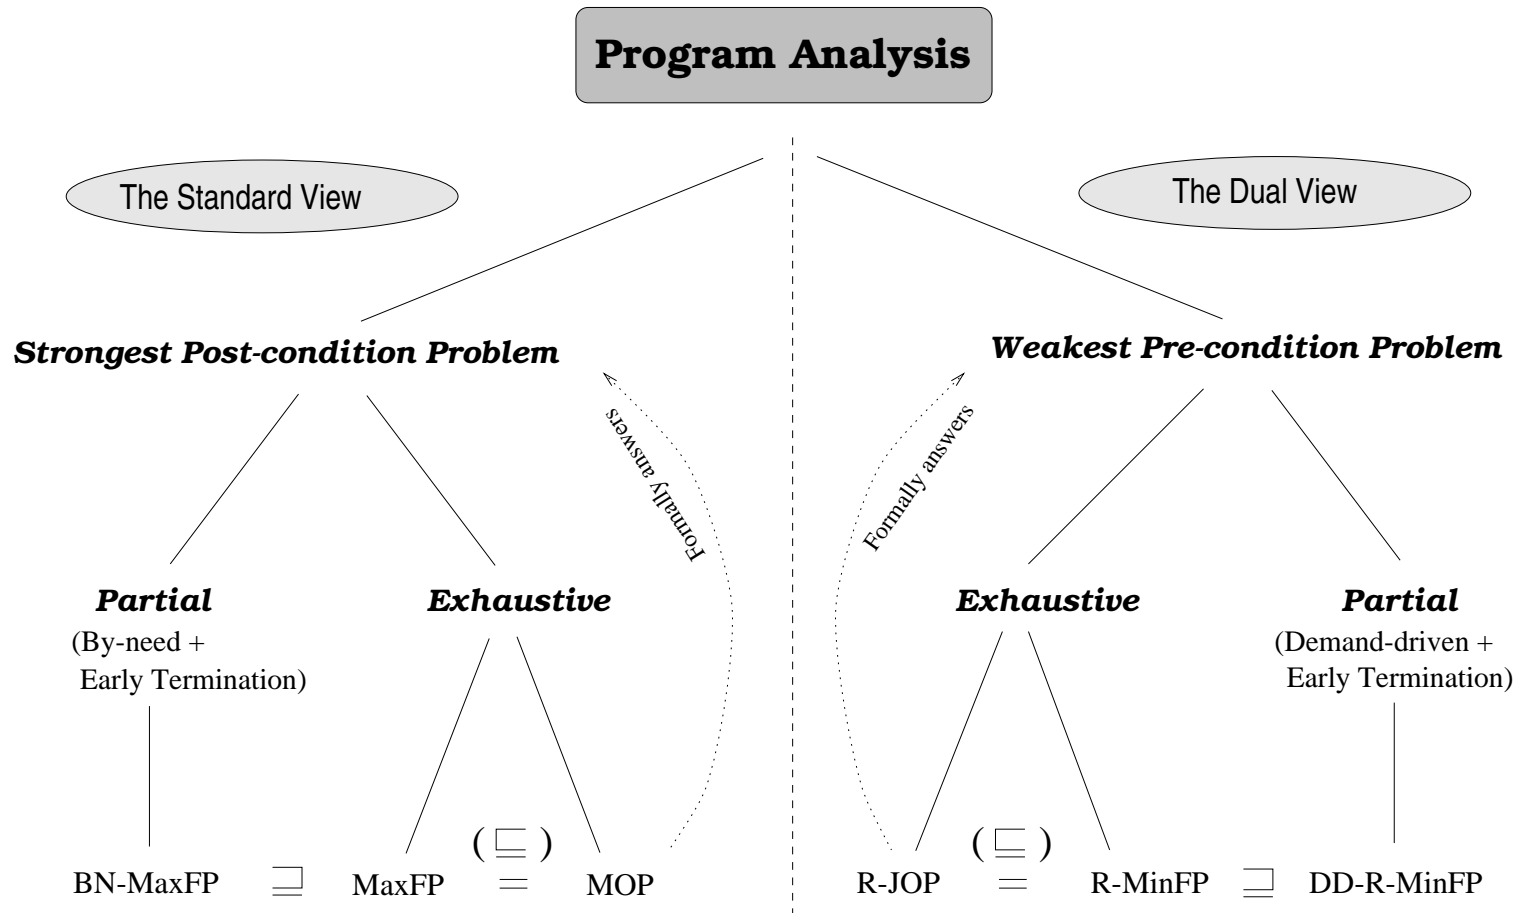 Program Analysis
The Standard View
The Dual View
Strongest Post-condition Problem
Weakest Pre-condition Problem
Formally answers
Formally answers
Partial
(By-need +
Early Termination)
Exhaustive
Exhaustive
Partial
(Demand-driven +
Early Termination)
( ⊑ )
( ⊑ )
BN-MaxFP ⊒ MaxFP = MOP
R-JOP = R-MinFP ⊒ DD-R-MinFP